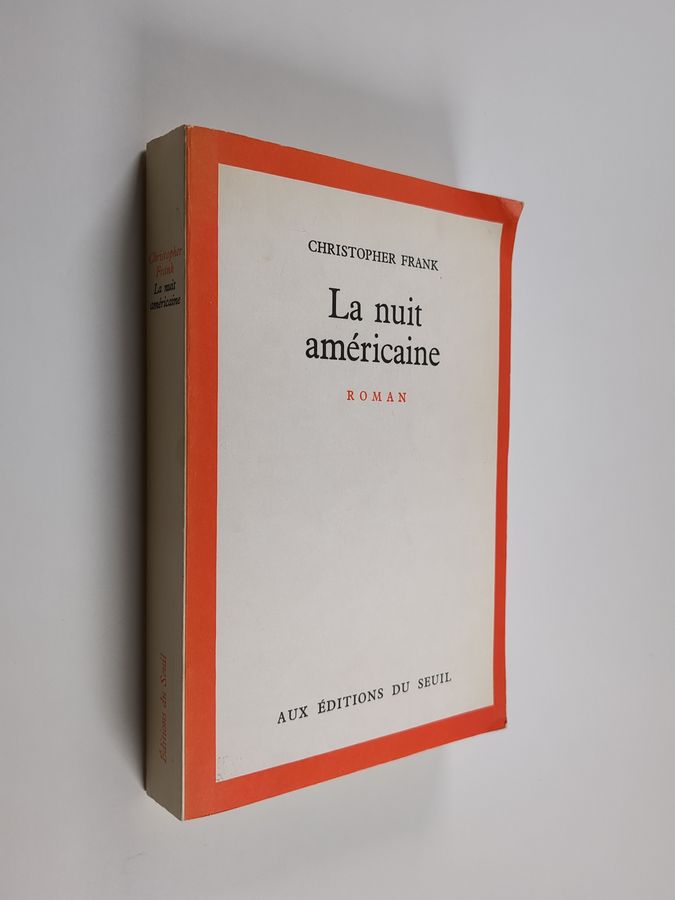 CHRISTOPHER FRANK
La nuit
américaine
ROMAN
AUX ÉDITIONS DU SEUIL
Christopher
Frank
La nuit
américaine
Éditions du Seuil